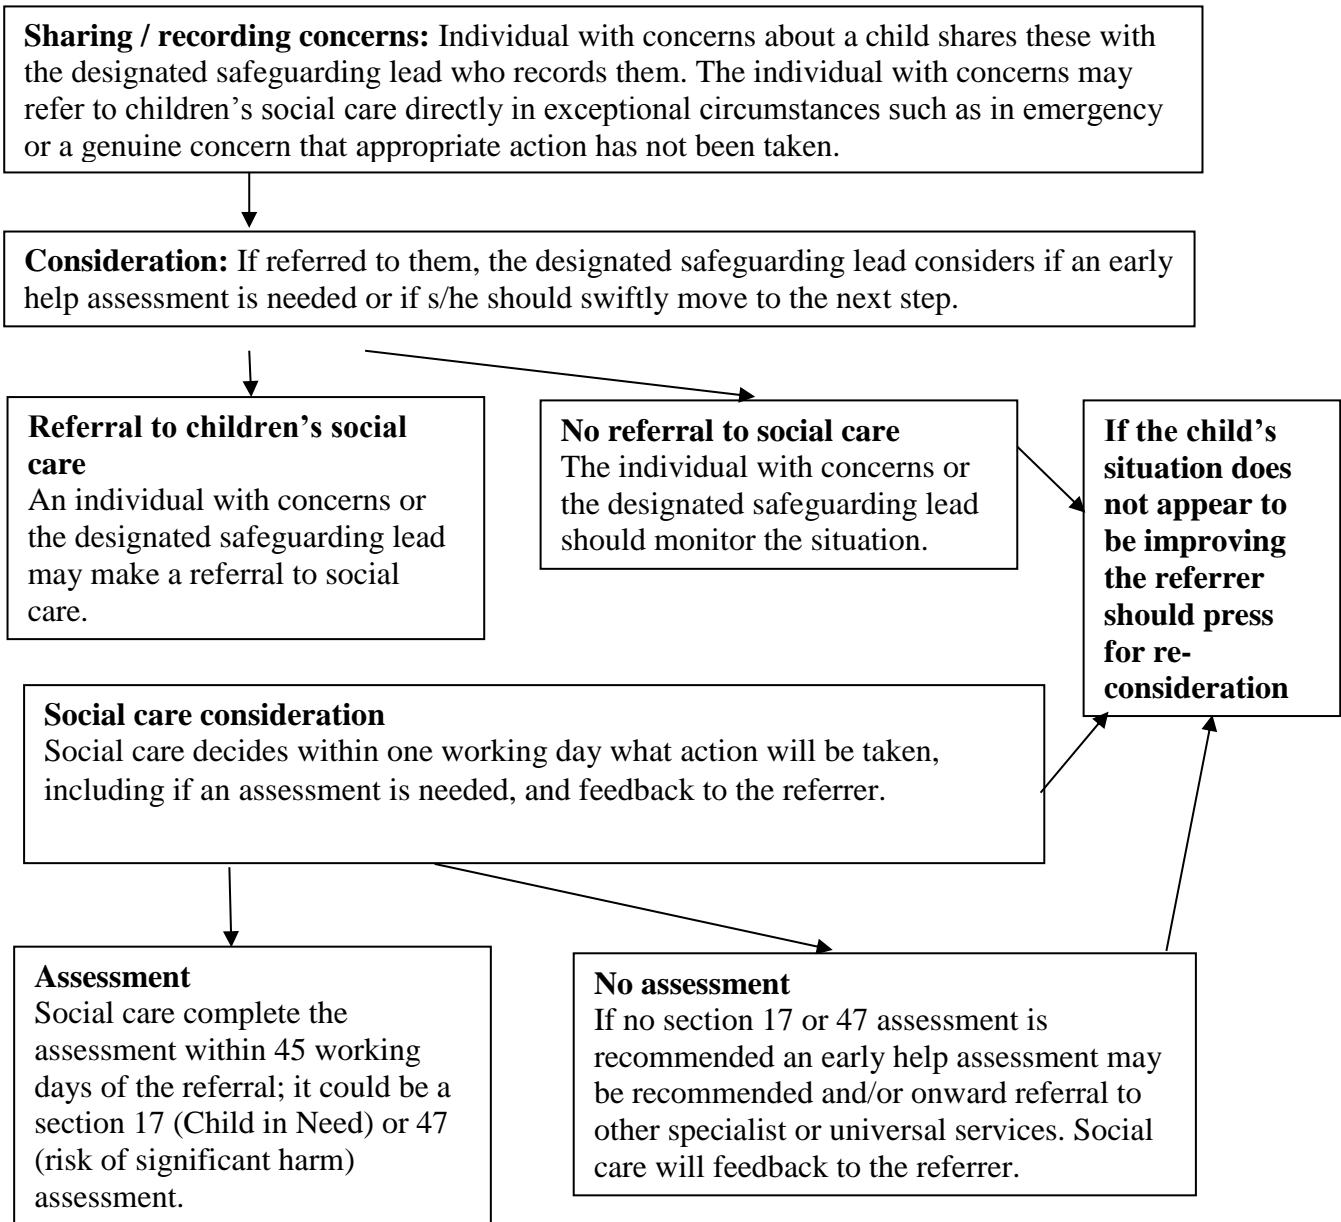 Sharing / recording concerns: Individual with concerns about a child shares these with
the designated safeguarding lead who records them. The individual with concerns may
refer to children’s social care directly in exceptional circumstances such as in emergency
or a genuine concern that appropriate action has not been taken.
Consideration: If referred to them, the designated safeguarding lead considers if an early
help assessment is needed or if s/he should swiftly move to the next step.
Referral to children’s social
care
An individual with concerns or
the designated safeguarding lead
may make a referral to social
care.
No referral to social care
The individual with concerns or
the designated safeguarding lead
should monitor the situation.
If the child’s
situation does
not appear to
be improving
the referrer
should press
for re-
consideration
Social care consideration
Social care decides within one working day what action will be taken,
including if an assessment is needed, and feedback to the referrer.
Assessment
Social care complete the
assessment within 45 working
days of the referral; it could be a
section 17 (Child in Need) or 47
(risk of significant harm)
assessment.
No assessment
If no section 17 or 47 assessment is
recommended an early help assessment may
be recommended and/or onward referral to
other specialist or universal services. Social
care will feedback to the referrer.